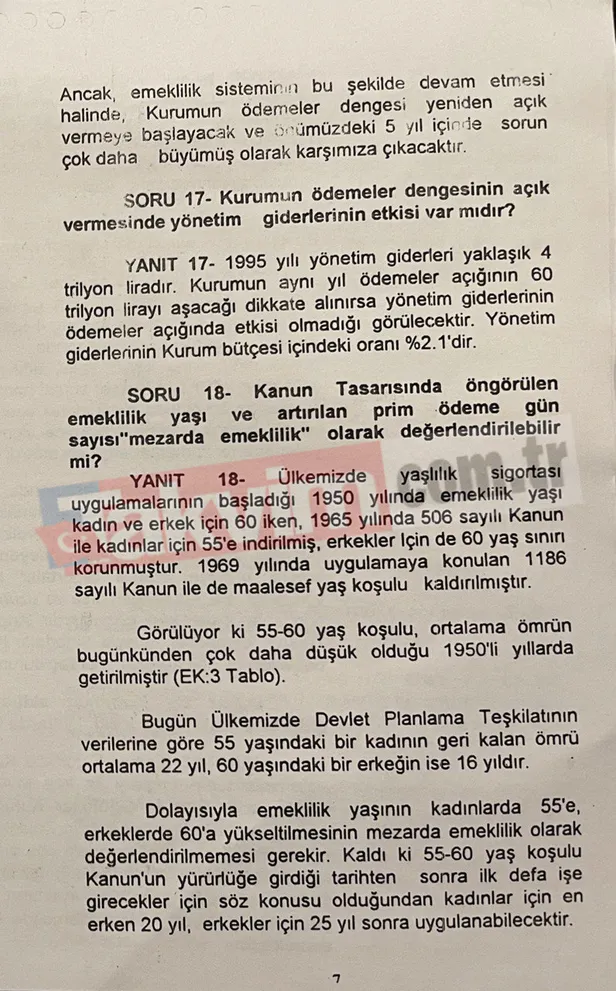 Ancak, emeklilik sisteminin bu şekilde devam etmesi
halinde, Kurumun ödemeler dengesi yeniden açık
vermeye başlayacak ve önümüzdeki 5 yıl içinde sorun
çok daha büyümüş olarak karşımıza çıkacaktır.
SORU 17- Kurumun ödemeler dengesinin açık
vermesinde yönetim giderlerinin etkisi var mıdır?
YANIT 17- 1995 yılı yönetim giderleri yaklaşık 4
trilyon liradır. Kurumun aynı yıl ödemeler açığının 60
trilyon lirayı aşacağı dikkate alınırsa yönetim giderlerinin
ödemeler açığında etkisi olmadığı görülecektir. Yönetim
giderlerinin Kurum bütçesi içindeki oranı %2.1'dir.
SORU 18- Kanun Tasarısında öngörülen
emeklilik yaşı ve artırılan prim ödeme gün
sayısı"mezarda emeklilik" olarak değerlendirilebilir
mi?
YANIT 18- Ülkemizde yaşlılık sigortası
uygulamalarının başladığı 1950 yılında emeklilik yaşı
kadın ve erkek için 60 iken, 1965 yılında 506 sayılı Kanun
ile kadınlar için 55'e indirilmiş, erkekler Için de 60 yaş sınırı
korunmuştur. 1969 yılında uygulamaya konulan 1186
sayılı Kanun ile de maalesef yaş koşulu kaldırılmıştır.
Görülüyor ki 55-60 yaş koşulu, ortalama ömrün
bugünkünden çok daha düşük olduğu 1950'li yıllarda
getirilmiştir (EK:3 Tablo).
Bugün Ülkemizde Devlet Planlama Teşkilatının
verilerine göre 55 yaşındaki bir kadının geri kalan ömrü
ortalama 22 yıl, 60 yaşındaki bir erkeğin ise 16 yıldır.
Dolayısıyla emeklilik yaşının kadınlarda 55'e,
erkeklerde 60'a yükseltilmesinin mezarda emeklilik olarak
değerlendirilmemesi gerekir. Kaldı ki 55-60 yaş koşulu
Kanun'un yürürlüğe girdiği tarihten sonra ilk defa işe
girecekler için söz konusu olduğundan kadınlar için en
erken 20 yıl, erkekler için 25 yıl sonra uygulanabilecektir.
7